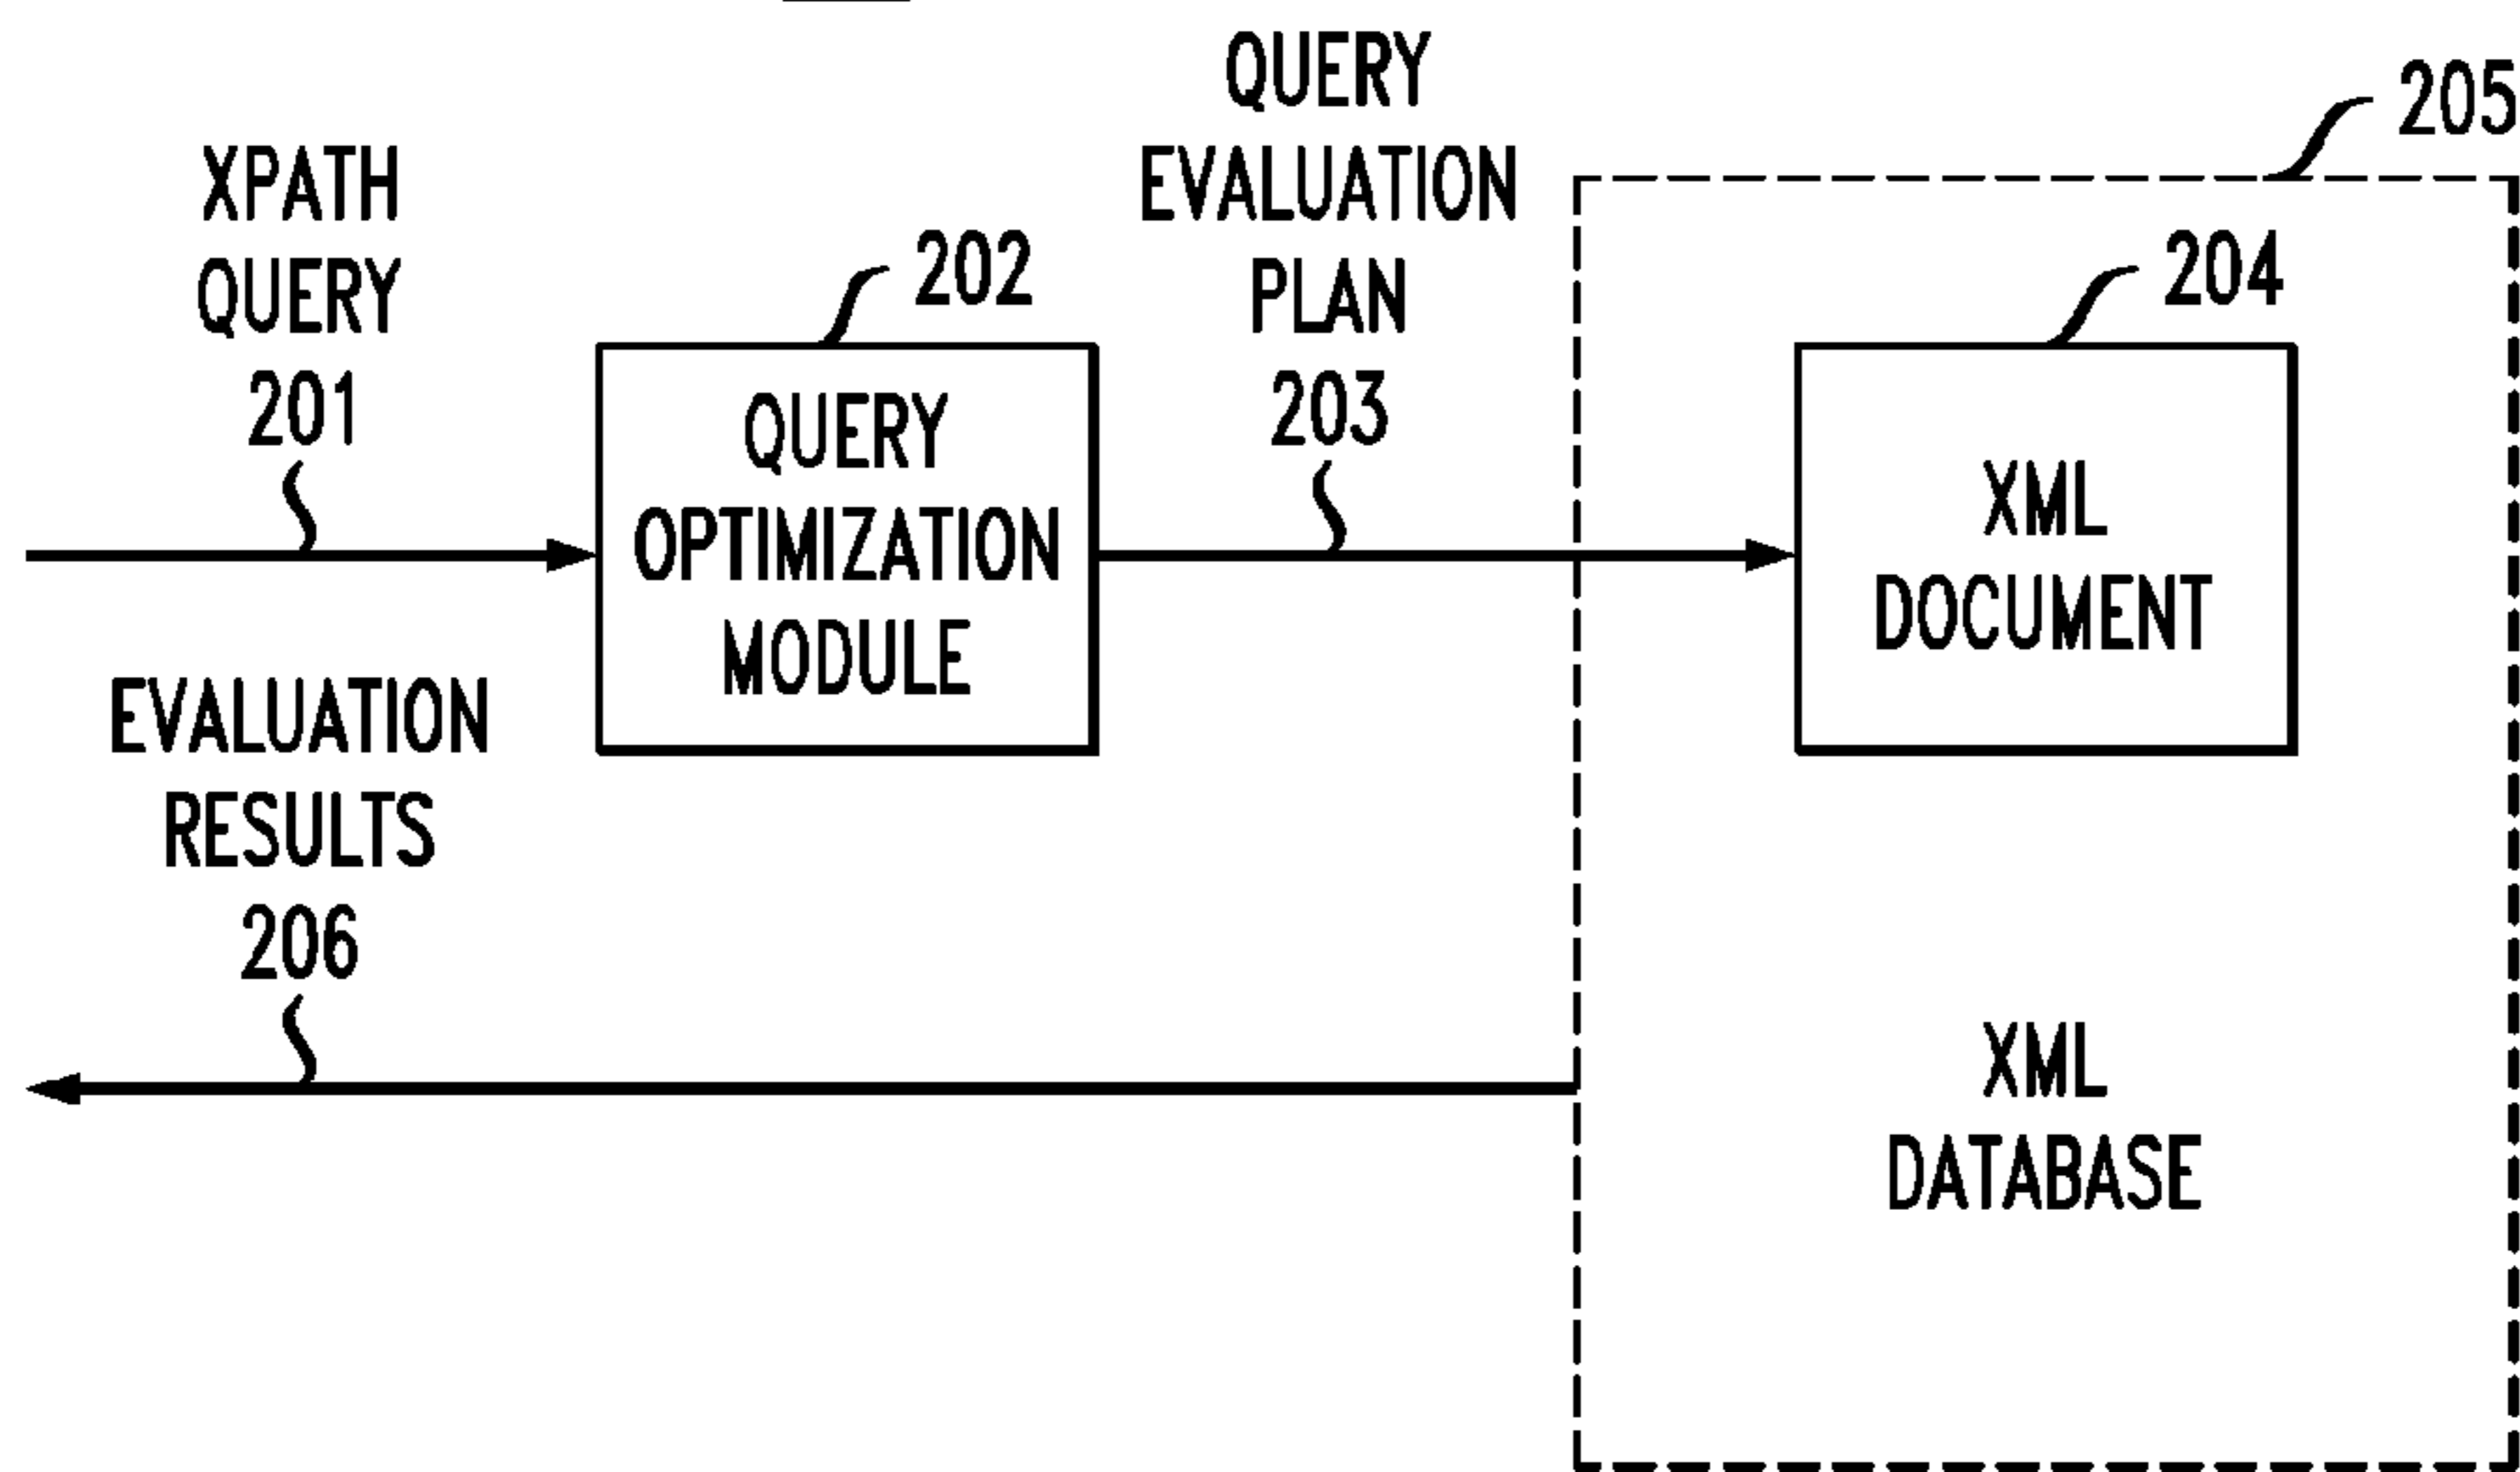 XPATH
QUERY
201
202
QUERY
EVALUATION
PLAN
203
205
204
QUERY
OPTIMIZATION
MODULE
XML
DOCUMENT
EVALUATION
RESULTS
206
XML
DATABASE